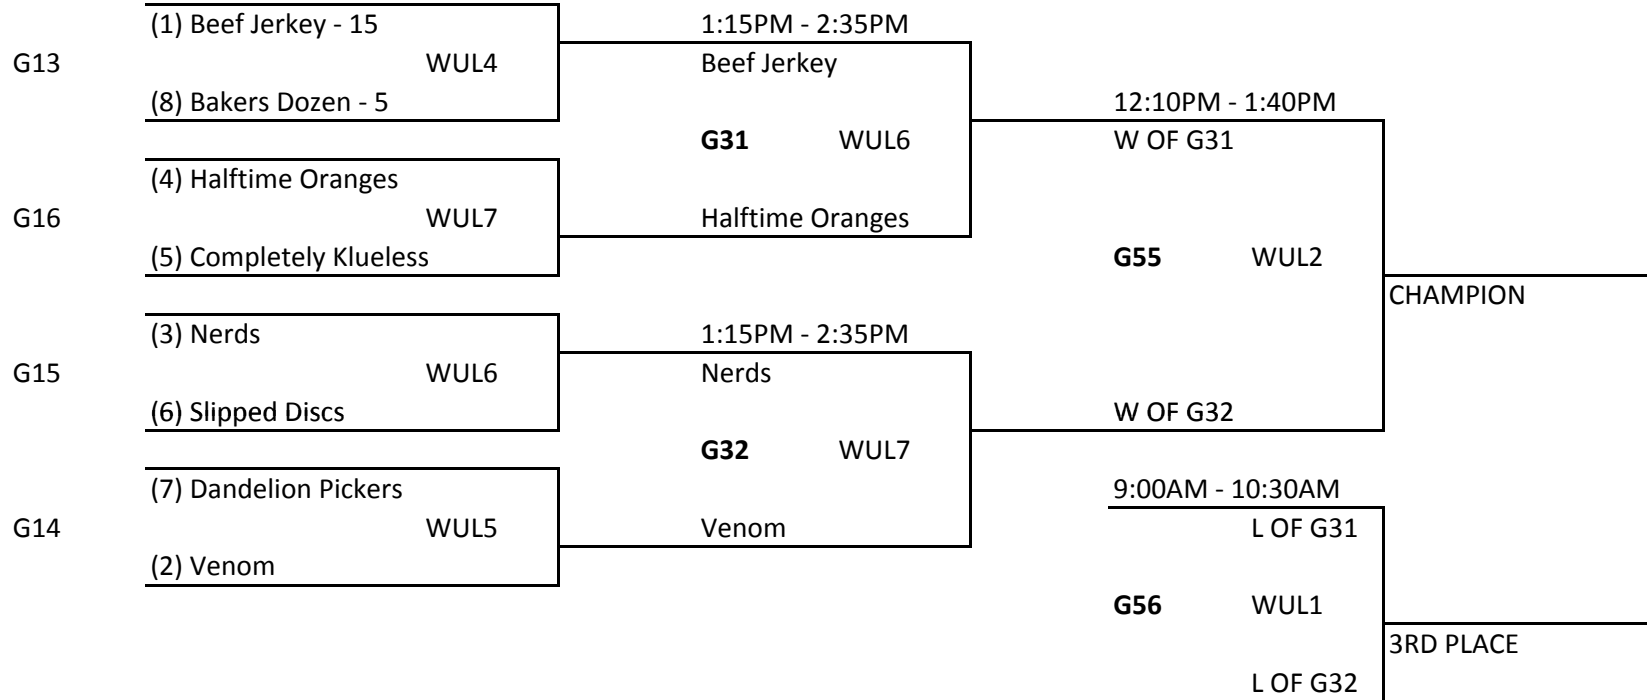 (1) Beef Jerkey - 15
1:15PM - 2:35PM
G13
WUL4
Beef Jerkey
(8) Bakers Dozen - 5
12:10PM - 1:40PM
G31
WUL6
W OF G31
(4) Halftime Oranges
G16
WUL7
Halftime Oranges
(5) Completely Klueless
G55
WUL2
CHAMPION
(3) Nerds
1:15PM - 2:35PM
G15
WUL6
Nerds
(6) Slipped Discs
W OF G32
G32
WUL7
(7) Dandelion Pickers
9:00AM - 10:30AM
G14
WUL5
Venom
L OF G31
(2) Venom
G56
WUL1
3RD PLACE
L OF G32